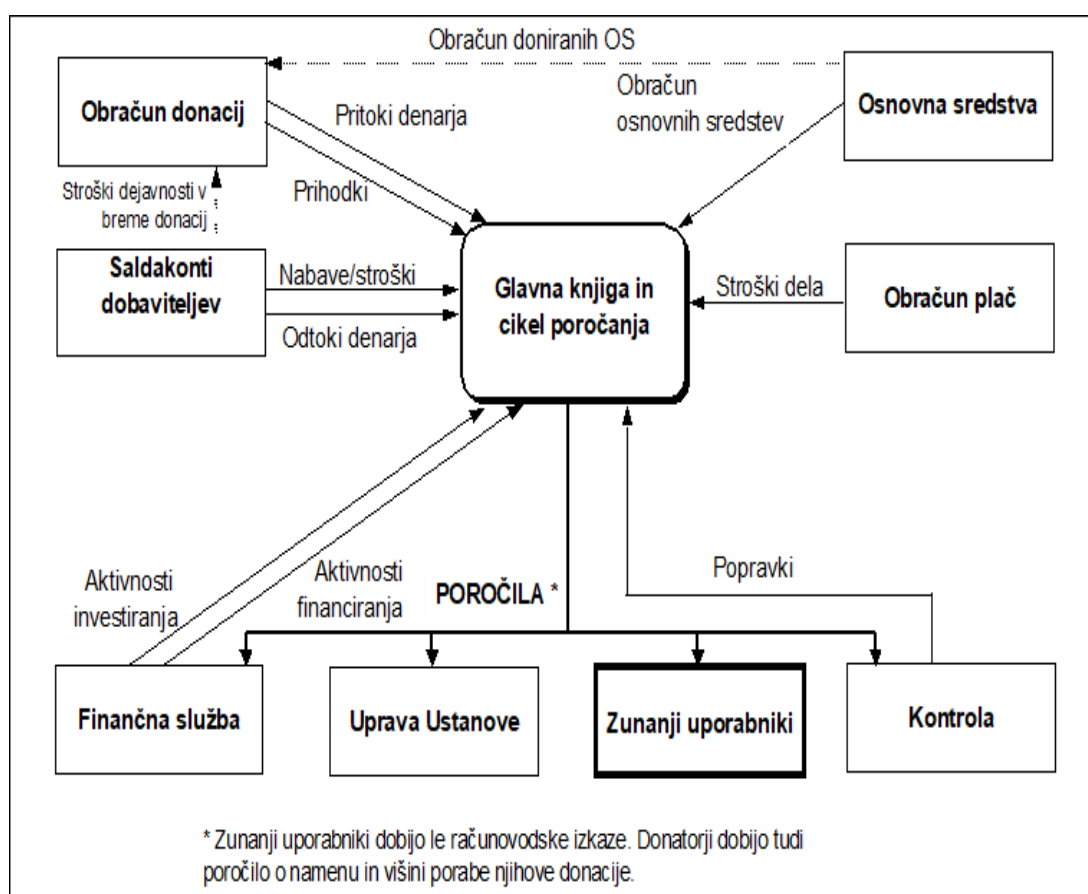 Obračun doniranih OS
Obračun donacij
Obračun
osnovnih sredstev
Osnovna sredstva
Pritoki denarja
Prihodki
Stroški dejavnosti v
breme donacij
Saldakonti
dobaviteljev
Nabave/stroški
Odtoki denarja
Glavna knjiga in
cikel poročanja
Stroški dela
Obračun plač
Aktivnosti
investiranja
Aktivnosti
financiranja
POROČILA *
Popravki
Finančna služba
Uprava Ustanove
Zunanji uporabniki
Kontrola
* Zunanji uporabniki dobijo le računovodske izkaze. Donatorji dobijo tudi
poročilo o namenu in višini porabe njihove donacije.